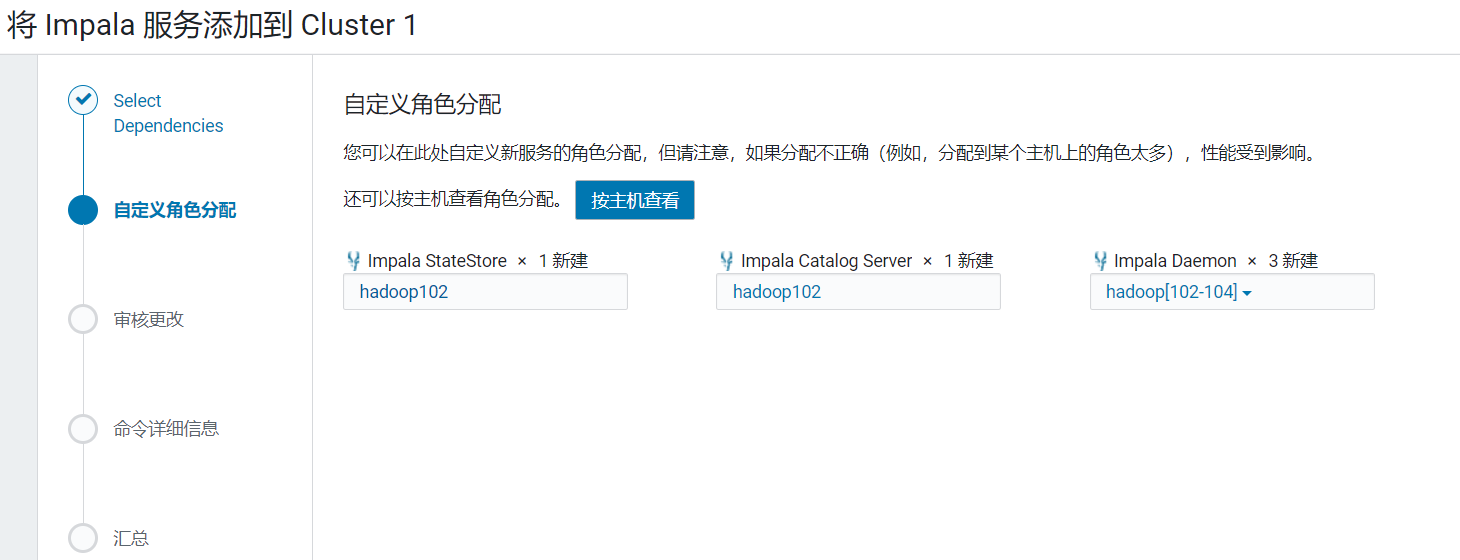 将 Impala 服务添加到 Cluster 1
Select
Dependencies
自定义角色分配
审核更改
命令详细信息
汇总
自定义角色分配
您可以在此处自定义新服务的角色分配，但请注意，如果分配不正确（例如，分配到某个主机上的角色太多），性能受到影响。
还可以按主机查看角色分配。 按主机查看
Impala StateStore × 1 新建
hadoop102
Impala Catalog Server × 1 新建
hadoop102
Impala Daemon × 3 新建
hadoop[102-104]